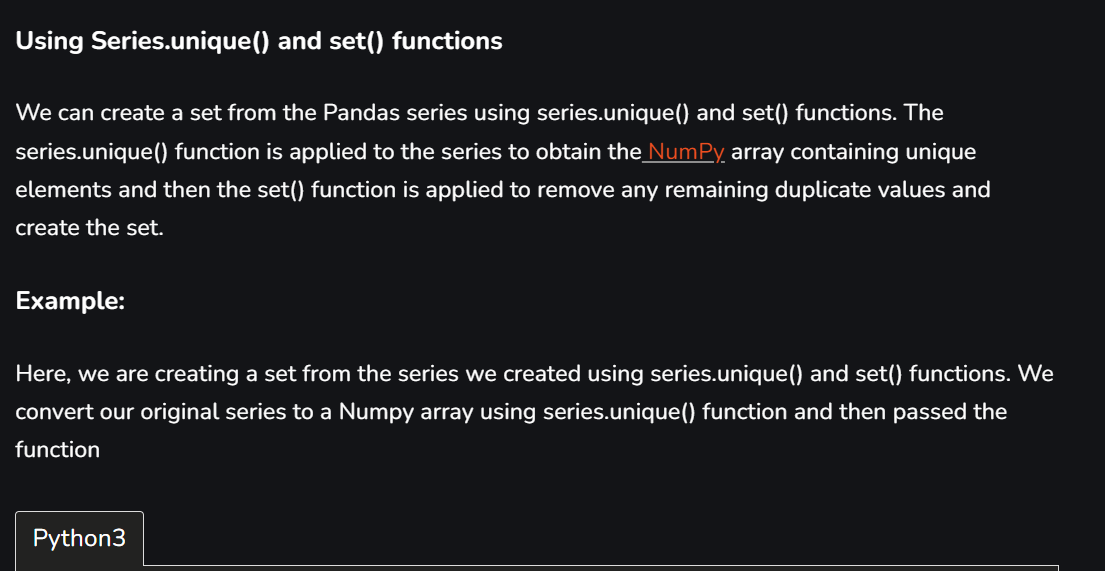 Using Series.unique() and set() functions
We can create a set from the Pandas series using series.unique() and set() functions. The
series.unique() function is applied to the series to obtain the NumPy array containing unique
elements and then the set() function is applied to remove any remaining duplicate values and
create the set.
Example:
Here, we are creating a set from the series we created using series.unique() and set() functions. We
convert our original series to a Numpy array using series.unique() function and then passed the
function
Python3